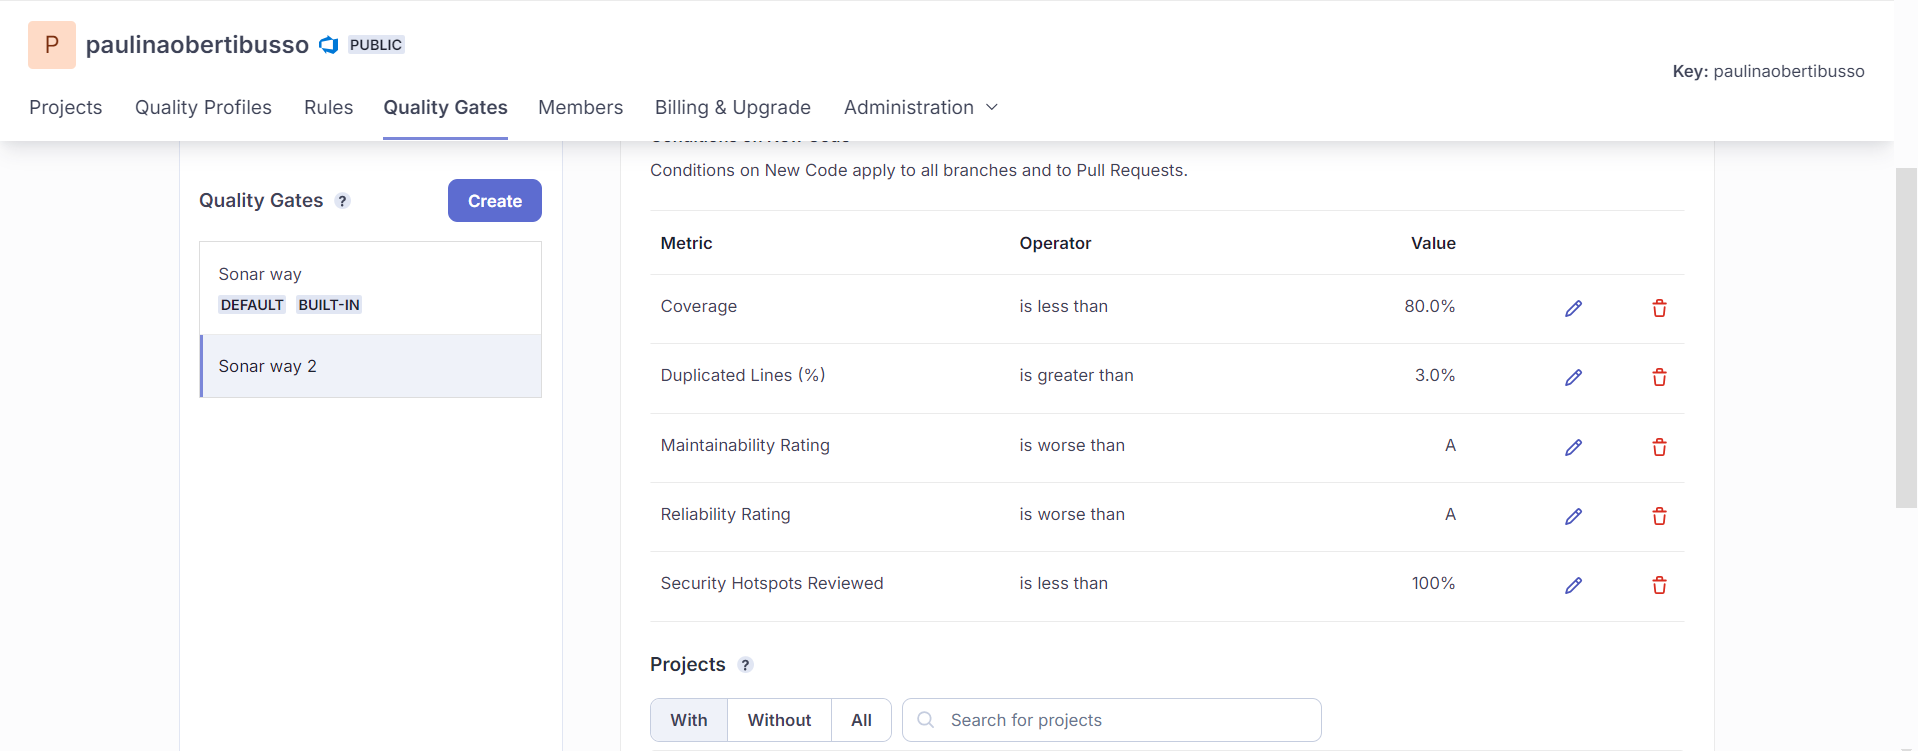 P paulinaobertibusso PUBLIC
Key: paulinaobertibusso
Projects Quality Profiles Rules Quality Gates Members Billing & Upgrade Administration
Quality Gates ? Create
Sonar way
DEFAULT BUILT-IN
Sonar way 2
Conditions on New Code
Conditions on New Code apply to all branches and to Pull Requests.
Metric Operator Value
Coverage is less than 80.0%
Duplicated Lines (%) is greater than 3.0%
Maintainability Rating is worse than A
Reliability Rating is worse than A
Security Hotspots Reviewed is less than 100%
Projects ?
With Without All Search for projects